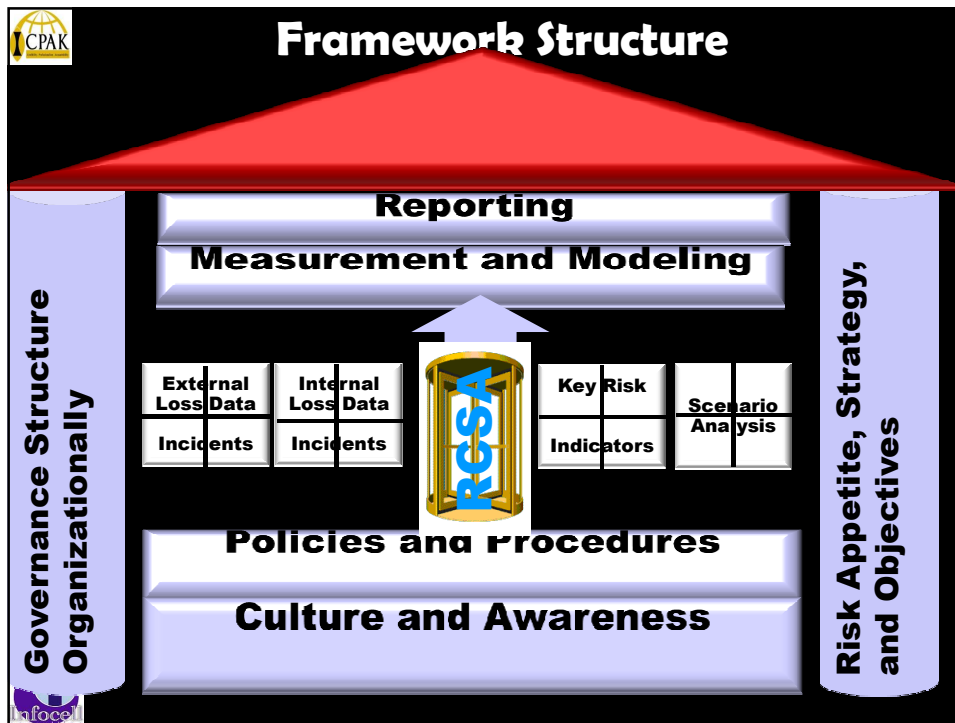 CPAK
Framework Structure
Reporting
Measurement and Modeling
Governance Structure
Organizationally
External
Loss Data
Incidents
Internal
Loss Data
Incidents
RCSA
Key Risk
Indicators
Scenario
Analysis
Risk Appetite, Strategy,
and Objectives
Policies and Procedures
Culture and Awareness
Infocell